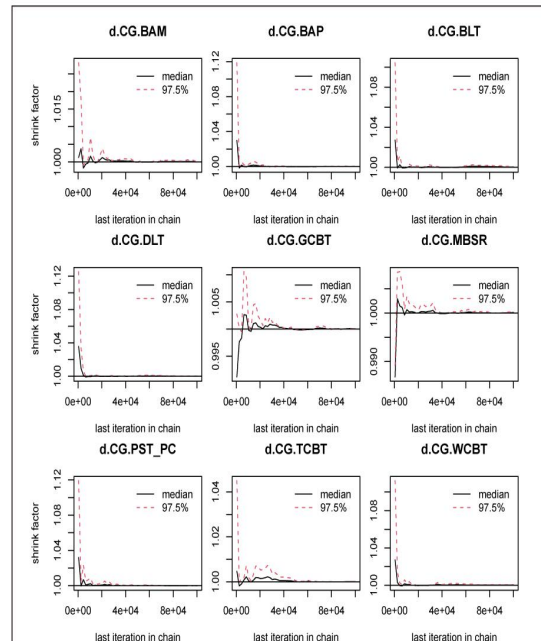 d.CG.BAM
d.CG.BAP
d.CG.BLT
shrink factor
1.000
1.015
median
97.5%
0e+00
4e+04
8e+04
last iteration in chain
1.00
1.04
1.08
1.12
median
97.5%
0e+00
4e+04
8e+04
last iteration in chain
1.00
1.04
1.08
median
97.5%
0e+00
4e+04
8e+04
last iteration in chain
d.CG.DLT
d.CG.GCBT
d.CG.MBSR
shrink factor
1.00
1.04
1.08
1.12
median
97.5%
0e+00
4e+04
8e+04
last iteration in chain
0.995
1.005
median
97.5%
0e+00
4e+04
8e+04
last iteration in chain
0.990
1.000
median
97.5%
0e+00
4e+04
8e+04
last iteration in chain
d.CG.PST_PC
d.CG.TCBT
d.CG.WCBT
shrink factor
1.00
1.04
1.08
1.12
median
97.5%
0e+00
4e+04
8e+04
last iteration in chain
1.00
1.02
1.04
median
97.5%
0e+00
4e+04
8e+04
last iteration in chain
1.00
1.04
1.08
median
97.5%
0e+00
4e+04
8e+04
last iteration in chain